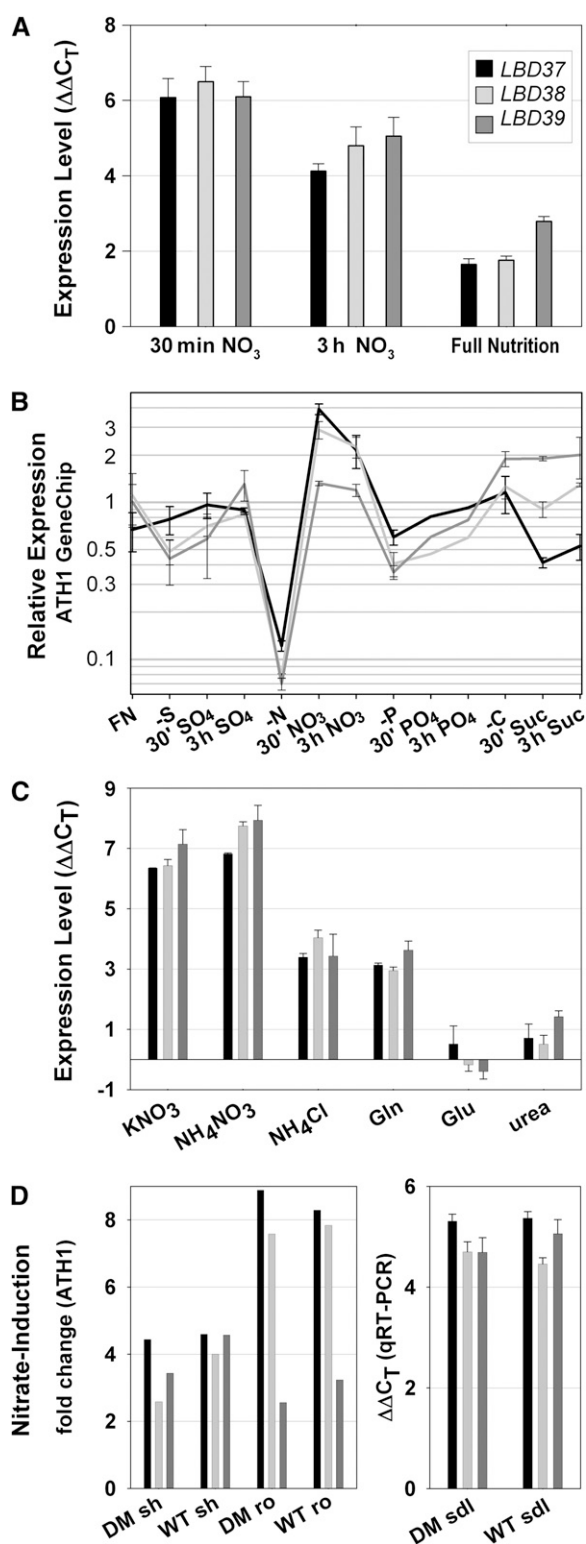 A
Expression Level (ΔΔC_T)
8
6
4
2
0
LBD37
LBD38
LBD39
30 min NO₃
3 h NO₃
Full Nutrition
B
Relative Expression
ATH1 GeneChip
3
2
1
0.5
0.3
0.1
FN
-S
30' SO₄
3h SO₄
-N
30' NO₃
3h NO₃
-P
30' PO₄
3h PO₄
-C
30' Suc
3h Suc
C
Expression Level (ΔΔC_T)
9
7
5
3
1
-1
KNO₃
NH₄NO₃
NH₄Cl
Gln
Glu
urea
D
Nitrate-Induction
fold change (ATH1)
8
6
4
2
0
DM sh
WT sh
DM ro
WT ro
ΔΔC_T (qRT-PCR)
6
4
2
0
DM sdl
WT sdl